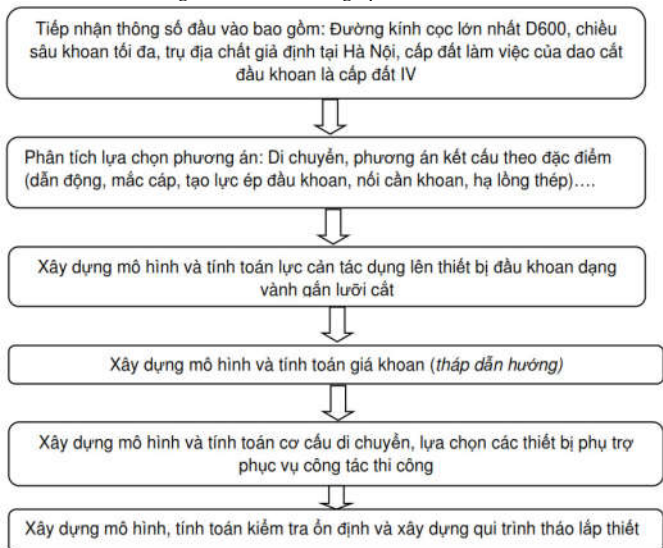 Tiếp nhận thông số đầu vào bao gồm: Đường kính cọc lớn nhất D600, chiều
sâu khoan tối đa, trụ địa chất giả định tại Hà Nội, cấp đất làm việc của dao cắt
đầu khoan là cấp đất IV
Phân tích lựa chọn phương án: Di chuyển, phương án kết cấu theo đặc điểm
(dẫn động, mắc cáp, tạo lực ép đầu khoan, nối cần khoan, hạ lồng thép)....
Xây dựng mô hình và tính toán lực cản tác dụng lên thiết bị đầu khoan dạng
vành gắn lưỡi cắt
Xây dựng mô hình và tính toán giá khoan (tháp dẫn hướng)
Xây dựng mô hình và tính toán cơ cấu di chuyển, lựa chọn các thiết bị phụ trợ
phục vụ công tác thi công
Xây dựng mô hình, tính toán kiểm tra ổn định và xây dựng qui trình tháo lắp thiết